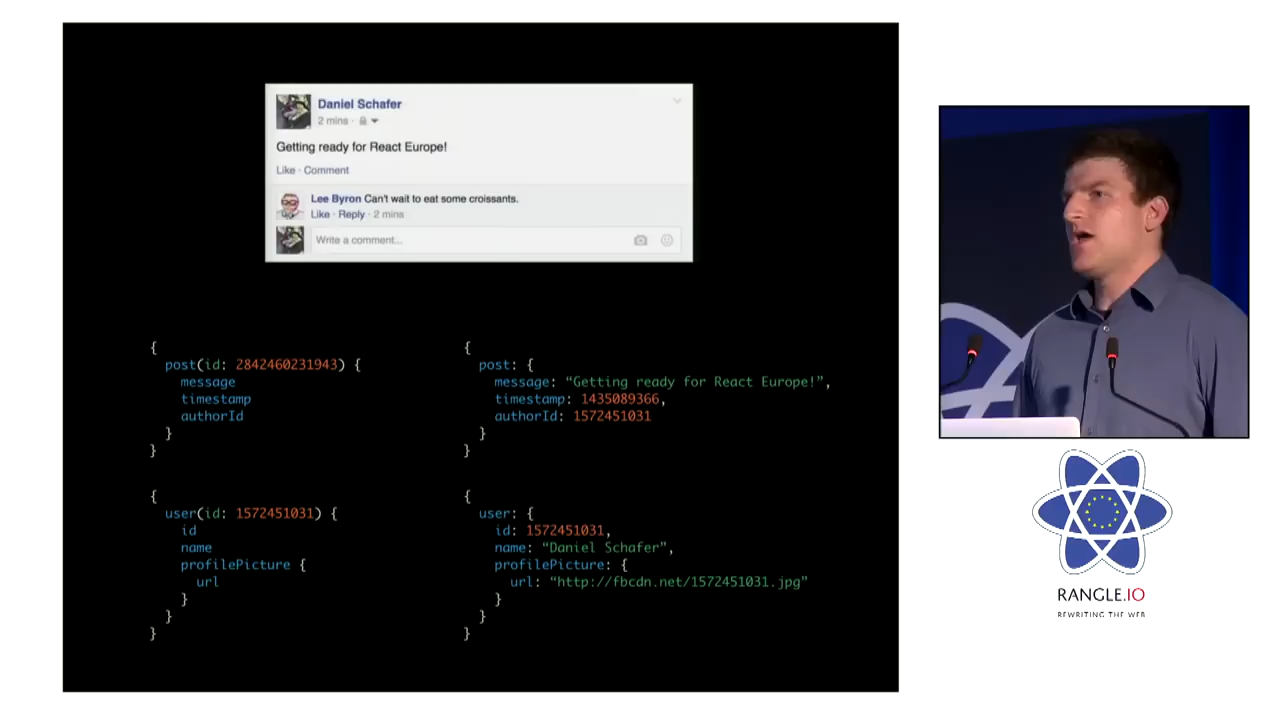 Daniel Schafer
2 mins ·
Getting ready for React Europe!
Like · Comment
Lee Byron Can't wait to eat some croissants.
Like · Reply · 2 mins
Write a comment...
{
  post(id: 2842460231943) {
    message
    timestamp
    authorId
  }
}
{
  post: {
    message: “Getting ready for React Europe!”,
    timestamp: 1435089366,
    authorId: 1572451031
  }
}
{
  user(id: 1572451031) {
    id
    name
    profilePicture {
      url
    }
  }
}
{
  user: {
    id: 1572451031,
    name: “Daniel Schafer”,
    profilePicture: {
      url: “http://fbcdn.net/1572451031.jpg”
    }
  }
}
RANGLE.IO
REWRITING THE WEB